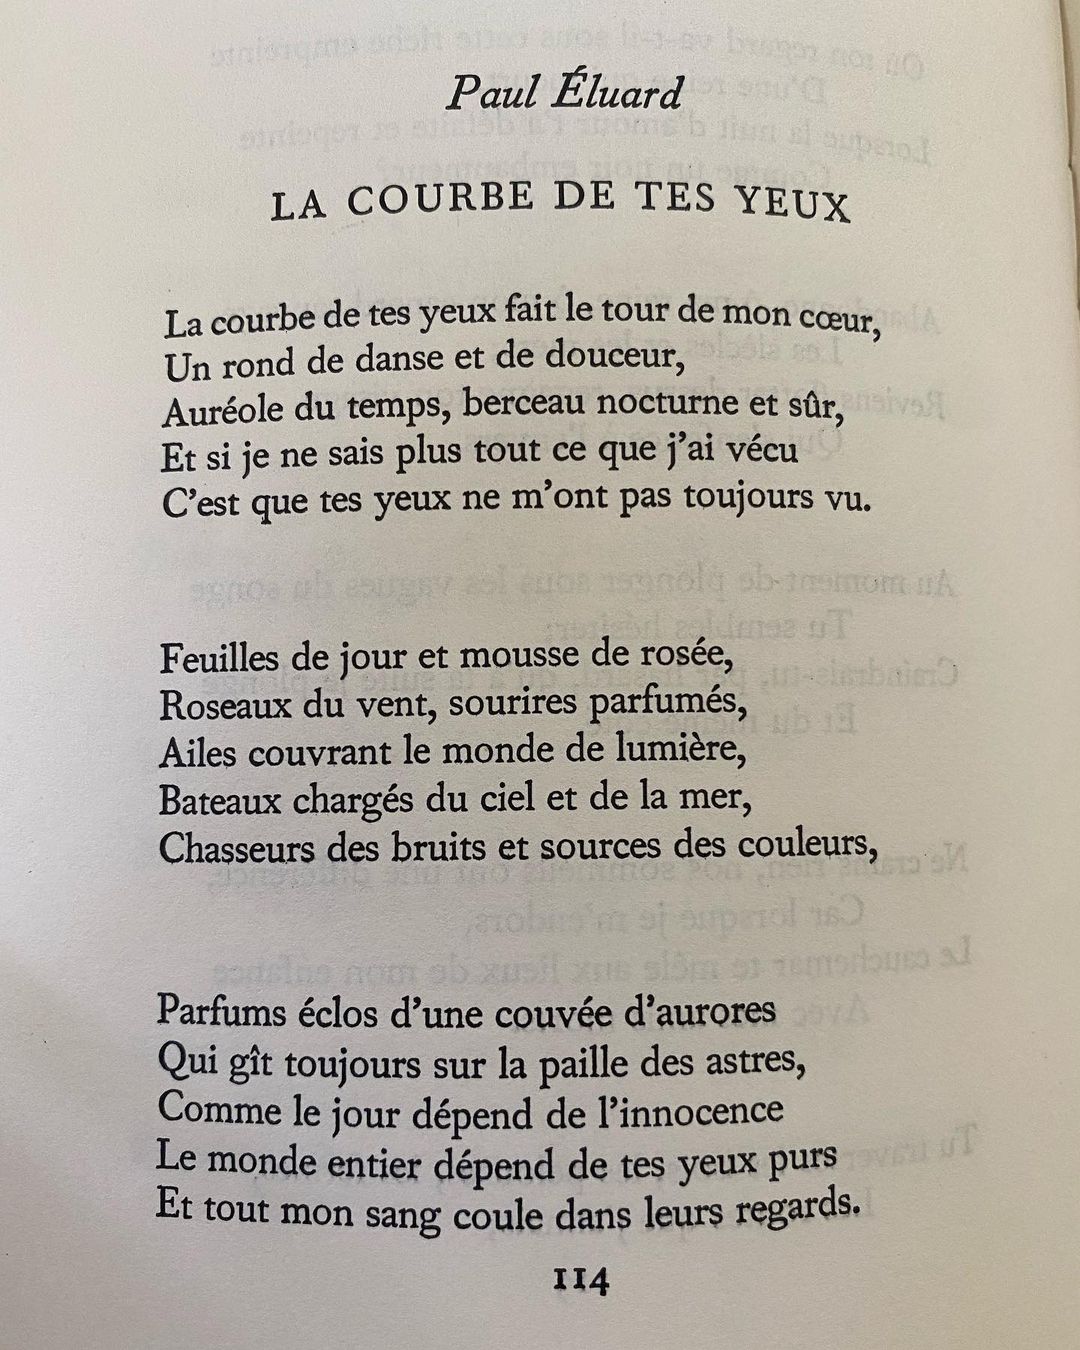 Paul Éluard
LA COURBE DE TES YEUX
La courbe de tes yeux fait le tour de mon cœur,
Un rond de danse et de douceur,
Auréole du temps, berceau nocturne et sûr,
Et si je ne sais plus tout ce que j’ai vécu
C’est que tes yeux ne m’ont pas toujours vu.
Feuilles de jour et mousse de rosée,
Roseaux du vent, sourires parfumés,
Ailes couvrant le monde de lumière,
Bateaux chargés du ciel et de la mer,
Chasseurs des bruits et sources des couleurs,
Parfums éclos d’une couvée d’aurores
Qui gît toujours sur la paille des astres,
Comme le jour dépend de l’innocence
Le monde entier dépend de tes yeux purs
Et tout mon sang coule dans leurs regards.
114